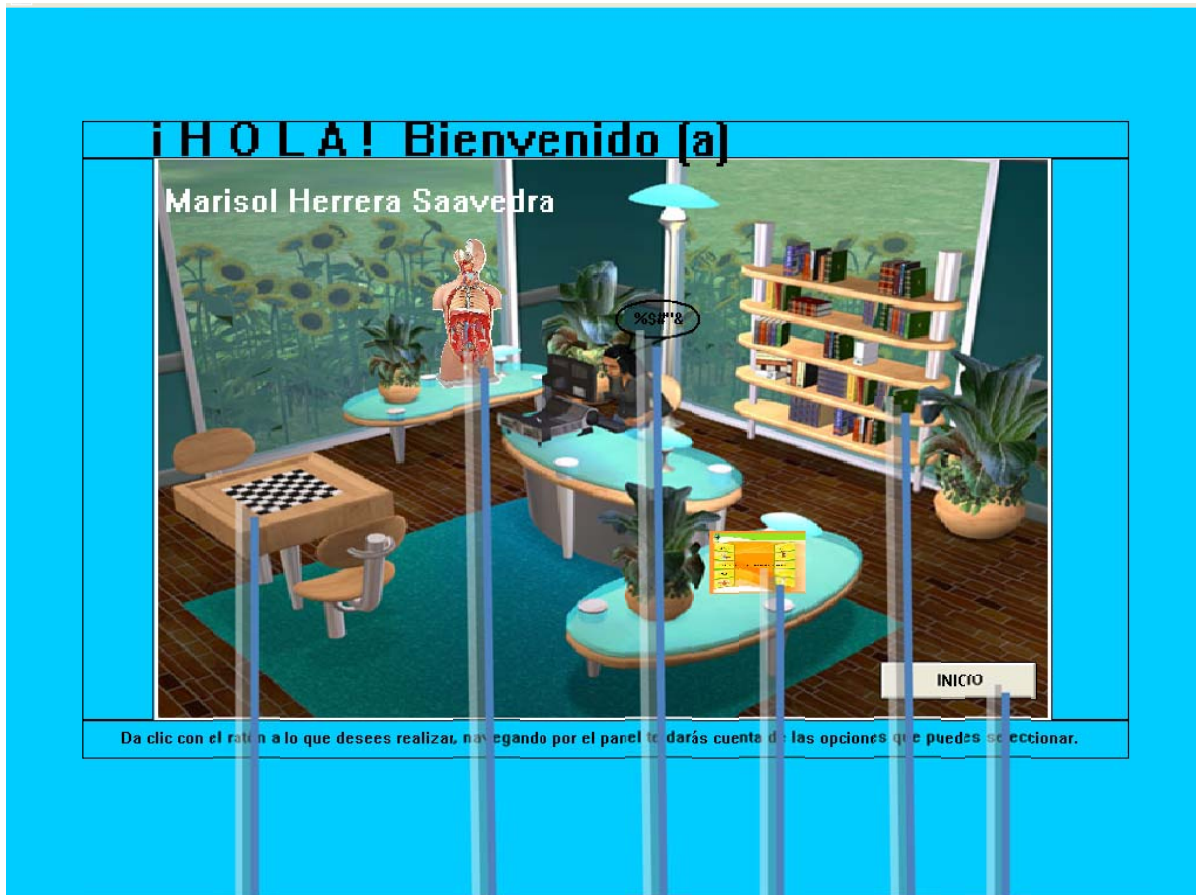 ¡ H O L A ! Bienvenido (a)
Marisol Herrera Saavedra
%$#"&
INICIO
Da clic con el ratón a lo que desees realizar, navegando por el panel te darás cuenta de las opciones que puedes seleccionar.